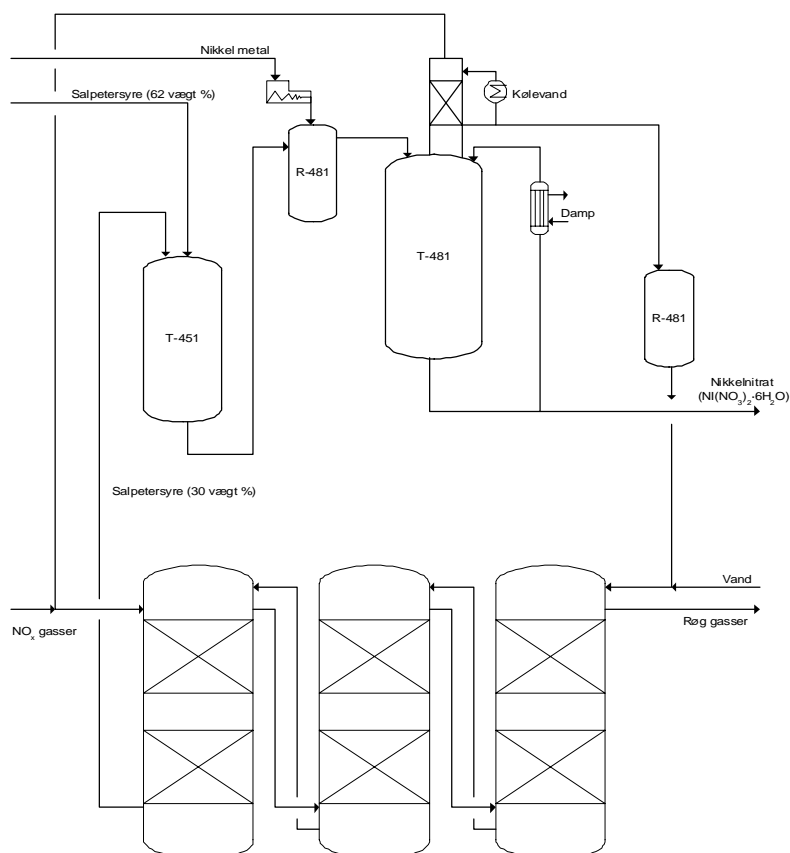 Nikkel metal
Salpetersyre (62 vægt %)
Kølevand
R-481
T-481
Damp
R-481
T-451
Nikkelnitrat
(NI(NO₃)₂·6H₂O)
Salpetersyre (30 vægt %)
Vand
NOₓ gasser
Røg gasser